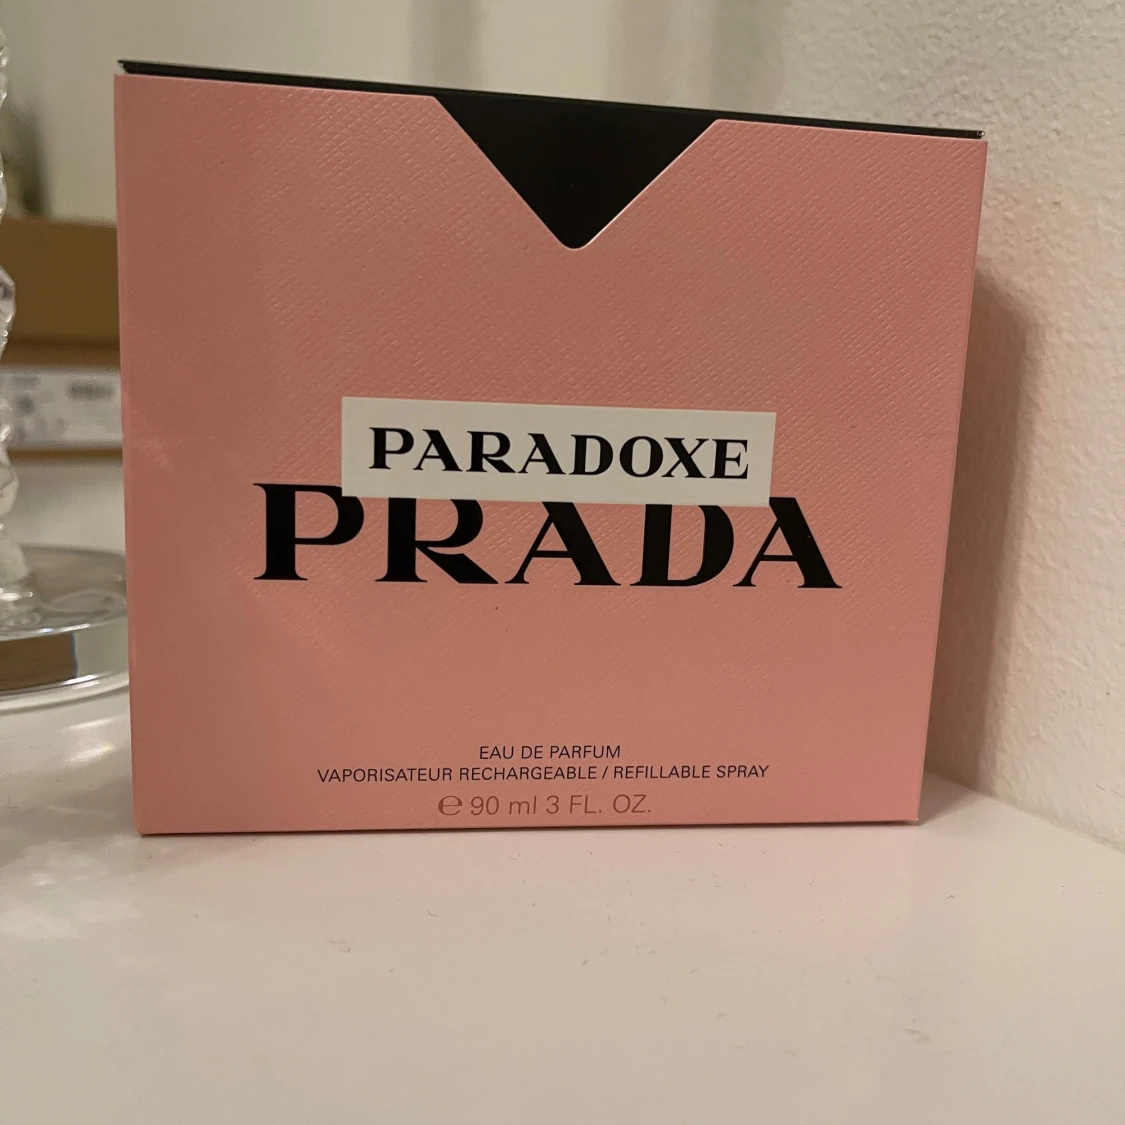 PARADOXE
PRADA
EAU DE PARFUM
VAPORISATEUR RECHARGEABLE / REFILLABLE SPRAY
℮ 90 ml 3 FL. OZ.